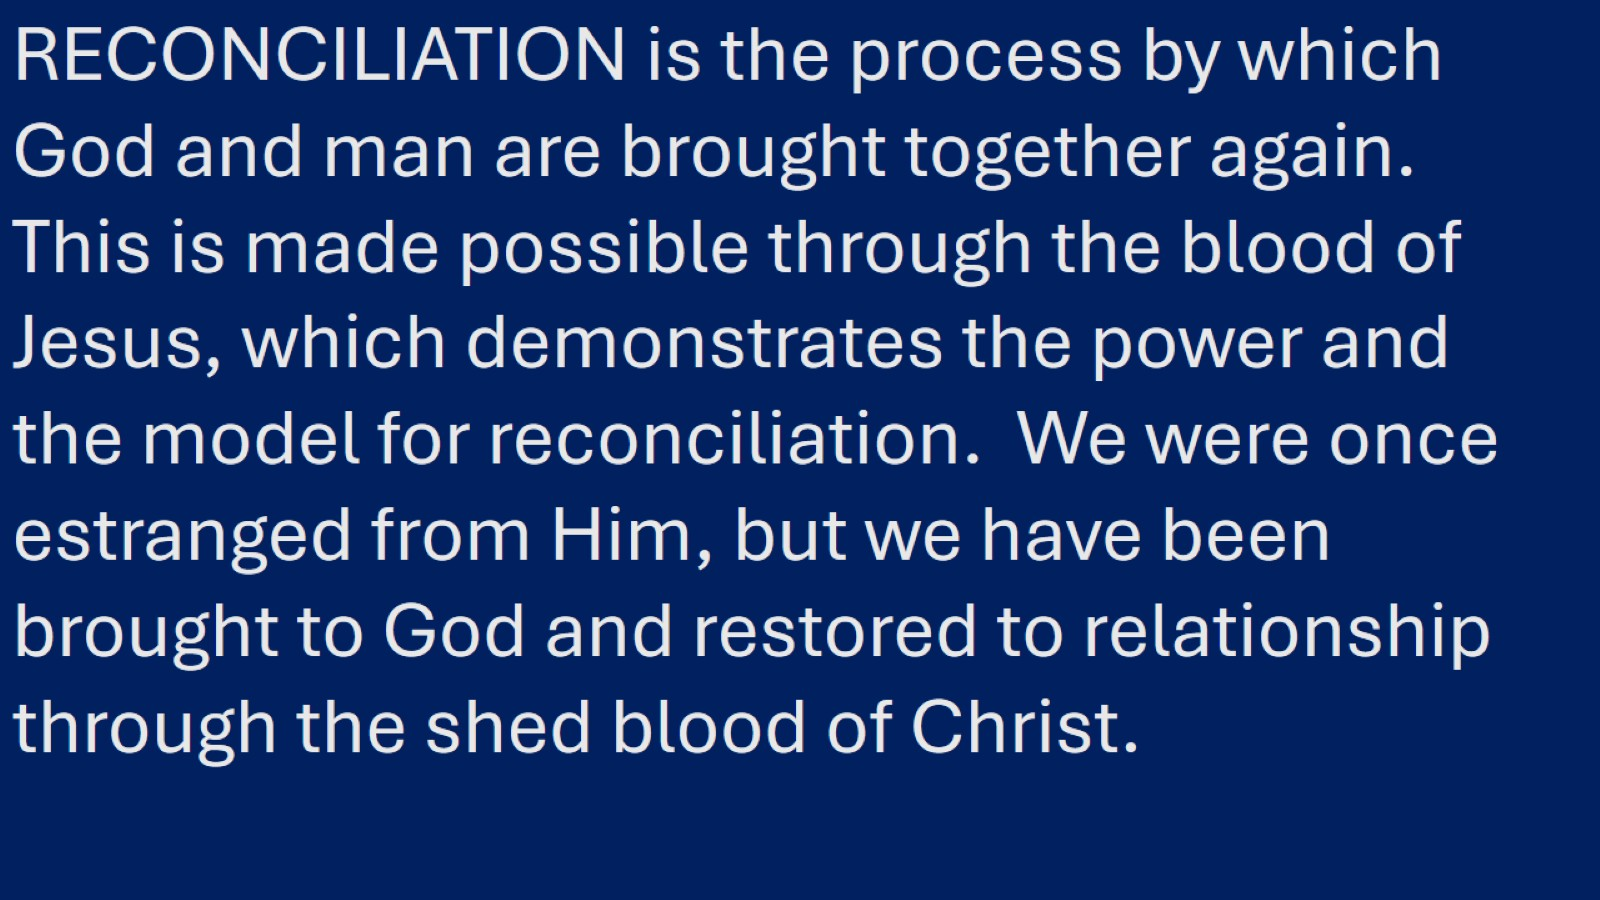 RECONCILIATION is the process by which
God and man are brought together again.
This is made possible through the blood of
Jesus, which demonstrates the power and
the model for reconciliation.  We were once
estranged from Him, but we have been
brought to God and restored to relationship
through the shed blood of Christ.